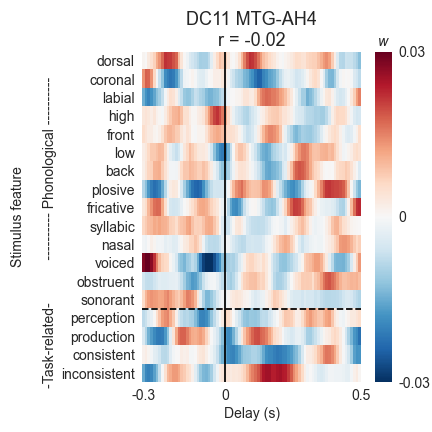 DC11 MTG-AH4
r = -0.02
w
dorsal
coronal
labial
high
front
low
back
plosive
fricative
syllabic
nasal
voiced
obstruent
sonorant
perception
production
consistent
inconsistent
Stimulus feature
-Task-related- ----------- Phonological -----------
0.03
0
-0.03
-0.3 0 0.5
Delay (s)